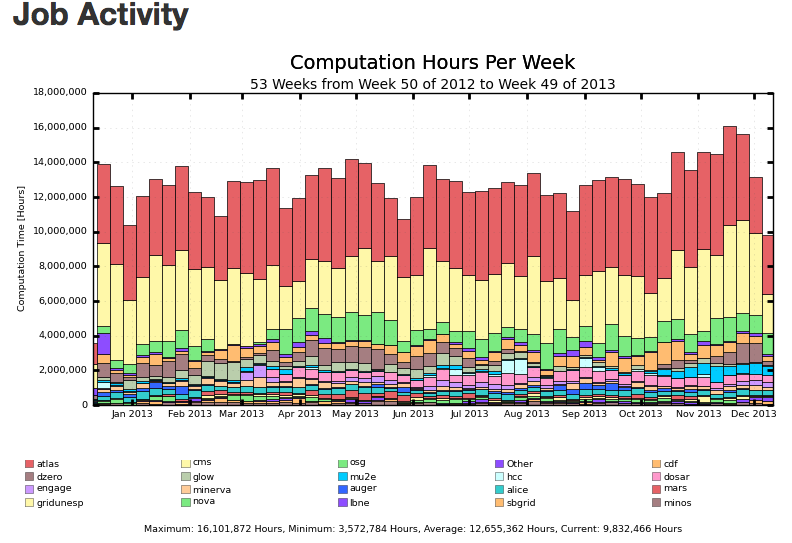 Job Activity
Computation Hours Per Week
53 Weeks from Week 50 of 2012 to Week 49 of 2013
Computation Time [Hours]
18,000,000
16,000,000
14,000,000
12,000,000
10,000,000
8,000,000
6,000,000
4,000,000
2,000,000
0
Jan 2013 Feb 2013 Mar 2013 Apr 2013 May 2013 Jun 2013 Jul 2013 Aug 2013 Sep 2013 Oct 2013 Nov 2013 Dec 2013
atlas cms osg Other cdf
dzero glow mu2e hcc dosar
engage minerva auger alice mars
gridunesp nova lbne sbgrid minos
Maximum: 16,101,872 Hours, Minimum: 3,572,784 Hours, Average: 12,655,362 Hours, Current: 9,832,466 Hours